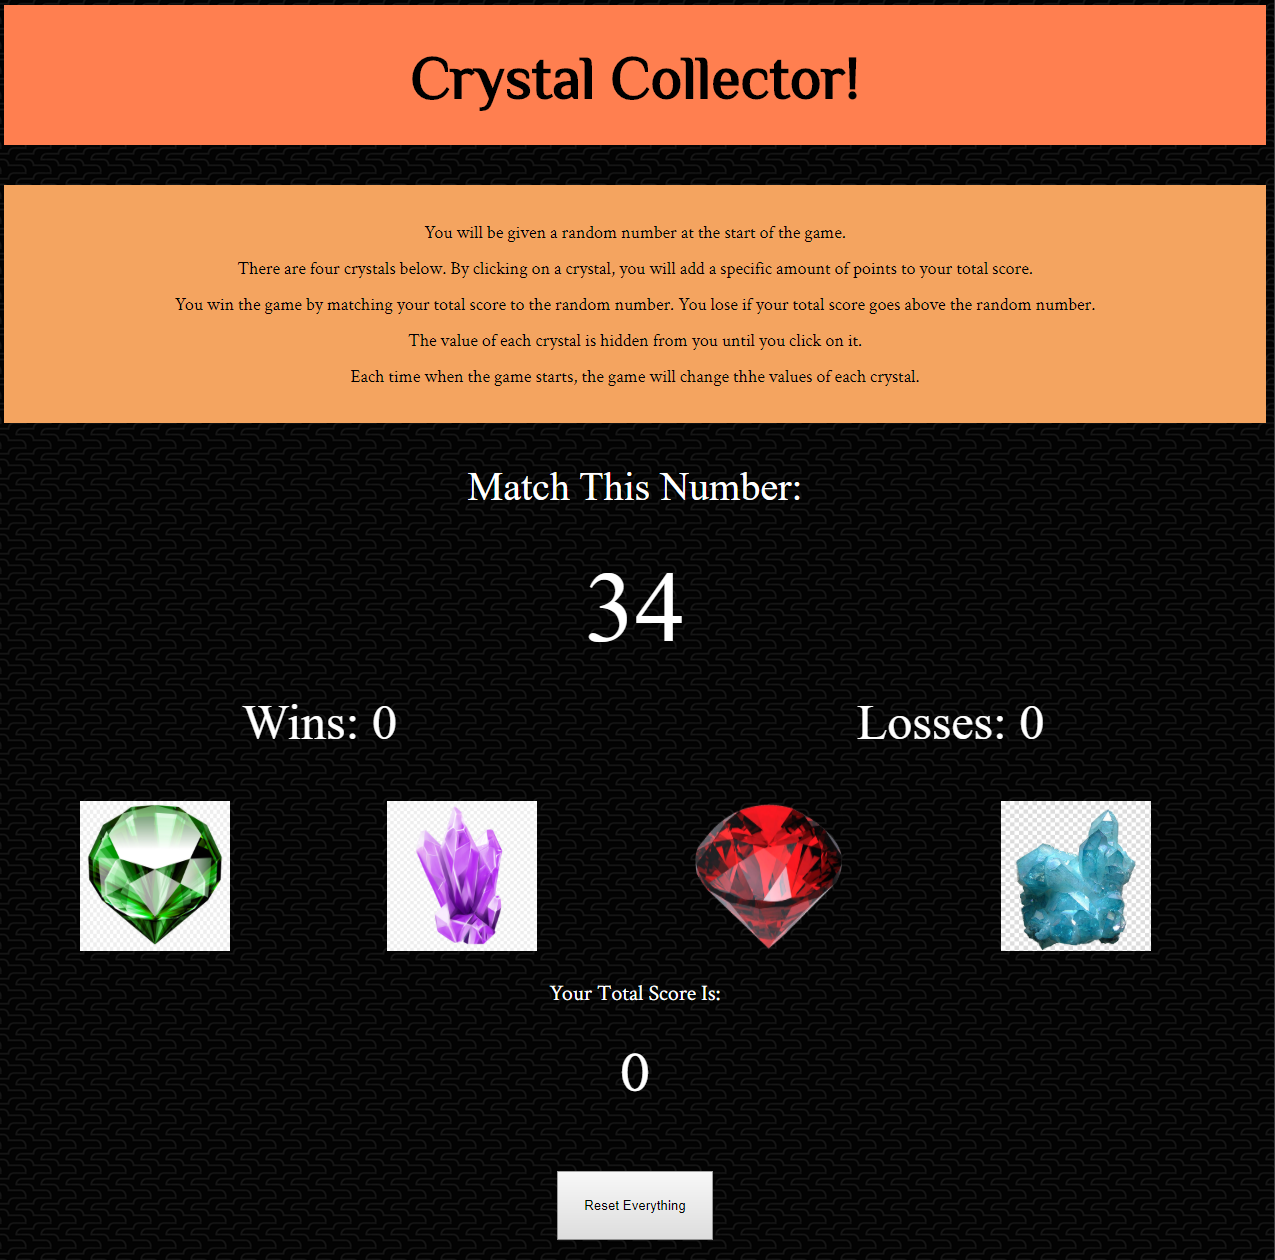 Crystal Collector!
You will be given a random number at the start of the game.
There are four crystals below. By clicking on a crystal, you will add a specific amount of points to your total score.
You win the game by matching your total score to the random number. You lose if your total score goes above the random number.
The value of each crystal is hidden from you until you click on it.
Each time when the game starts, the game will change thhe values of each crystal.
Match This Number:
34
Wins: 0 Losses: 0
Your Total Score Is:
0
Reset Everything